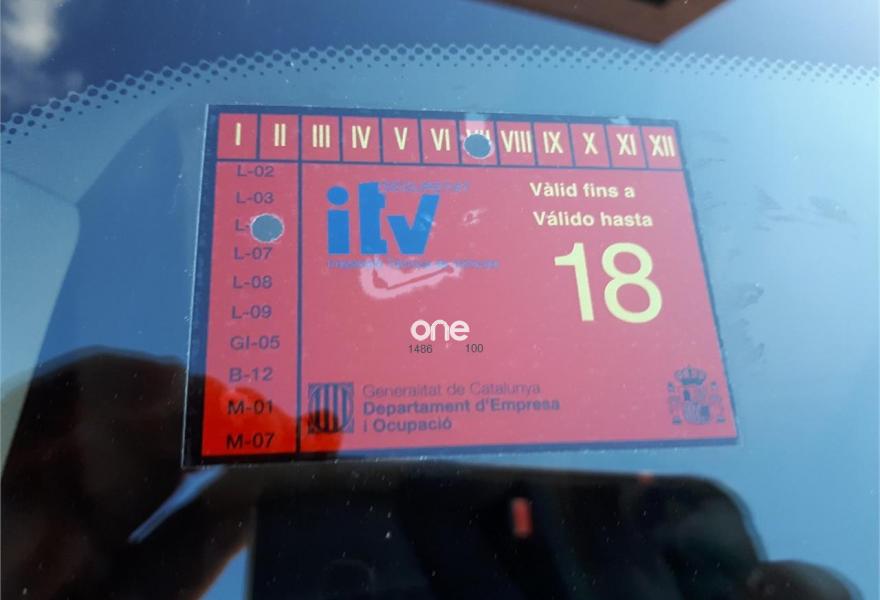 I II III IV V VI VIII IX X XI XII
L-02
L-03
L-07
L-08
L-09
GI-05
B-12
M-01
M-07
itv
Vàlid fins a
Válido hasta
18
one
1486 100
Generalitat de Catalunya
Departament d'Empresa
i Ocupació